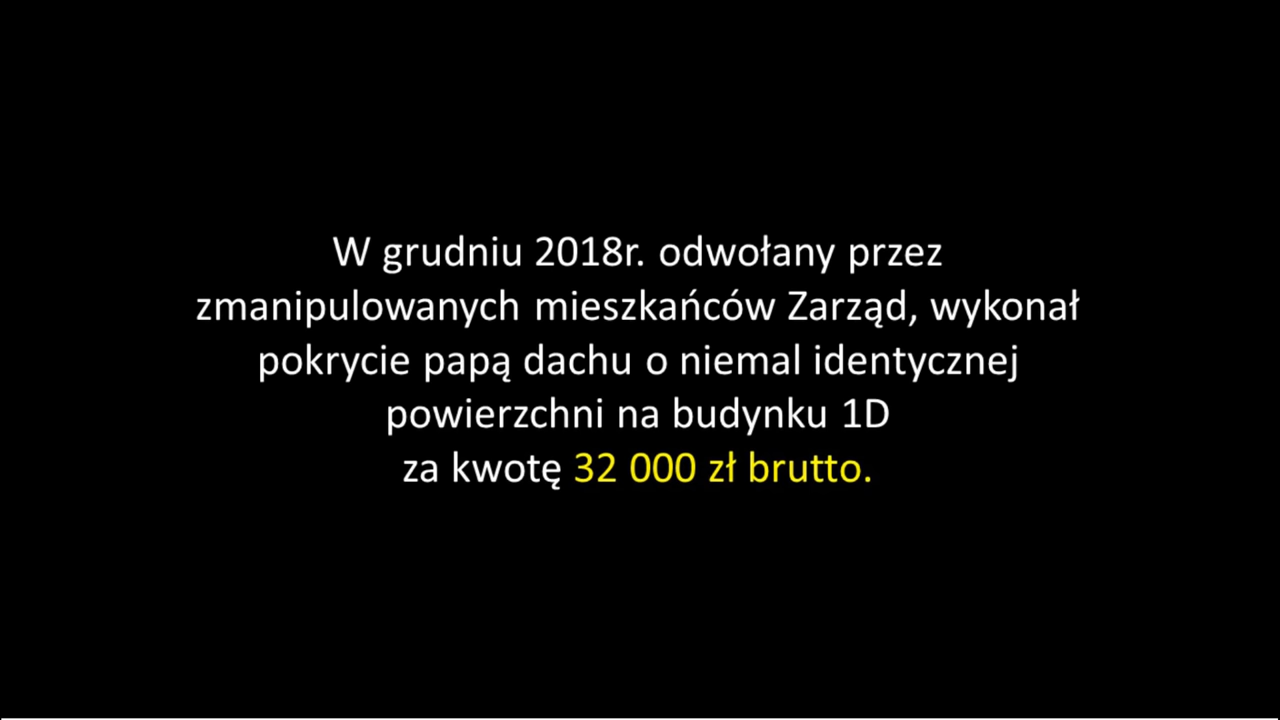 W grudniu 2018r. odwołany przez
zmanipulowanych mieszkańców Zarząd, wykonał
pokrycie papą dachu o niemal identycznej
powierzchni na budynku 1D
za kwotę 32 000 zł brutto.